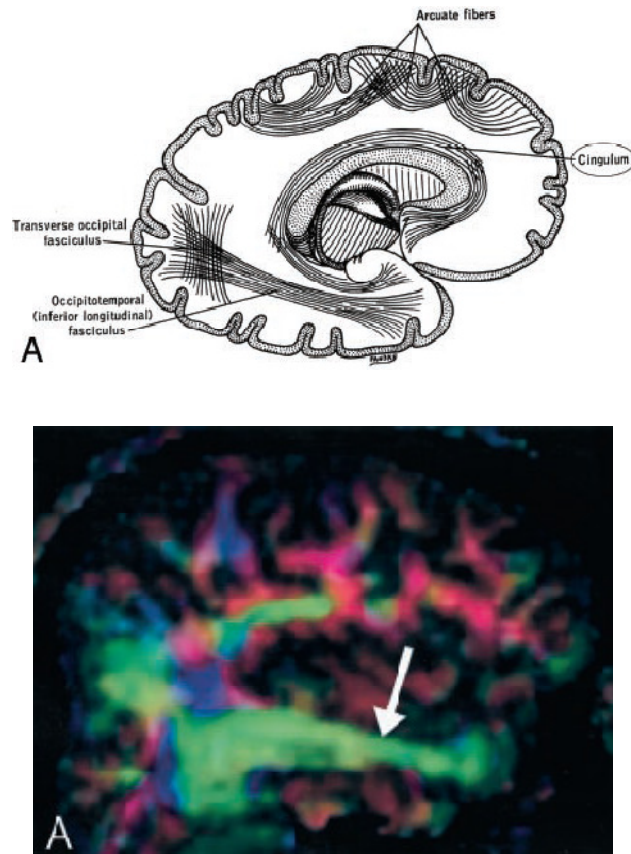 Arcuate fibers
Cingulum
Transverse occipital
fasciculus
Occipitotemporal
(inferior longitudinal)
fasciculus
A
A